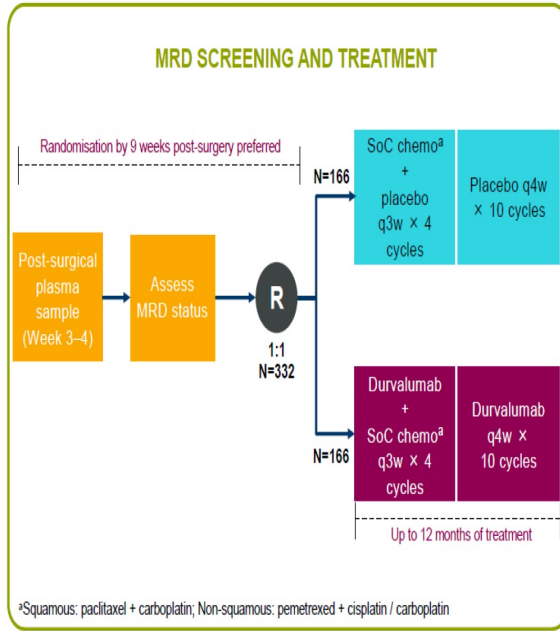 MRD SCREENING AND TREATMENT
Randomisation by 9 weeks post-surgery preferred
Post-surgical
plasma
sample
(Week 3–4)
Assess
MRD status
R
1:1
N=332
N=166
SoC chemoᵃ
+
placebo
q3w × 4
cycles
Placebo q4w
× 10 cycles
N=166
Durvalumab
+
SoC chemoᵃ
q3w × 4
cycles
Durvalumab
q4w ×
10 cycles
Up to 12 months of treatment
ᵃSquamous: paclitaxel + carboplatin; Non-squamous: pemetrexed + cisplatin / carboplatin